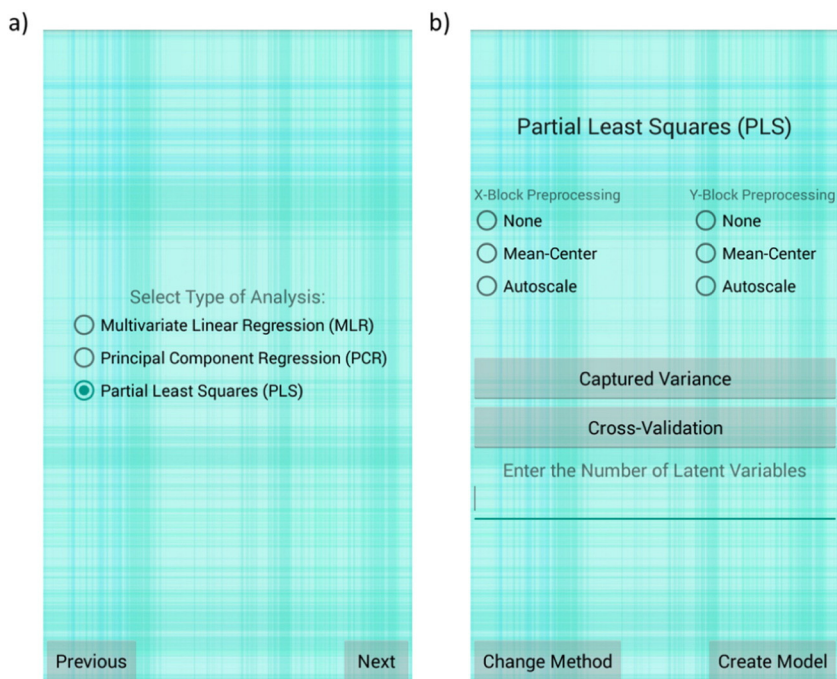 a)
Select Type of Analysis:
Multivariate Linear Regression (MLR)
Principal Component Regression (PCR)
Partial Least Squares (PLS)
Previous
Next
b)
Partial Least Squares (PLS)
X-Block Preprocessing
None
Mean-Center
Autoscale
Y-Block Preprocessing
None
Mean-Center
Autoscale
Captured Variance
Cross-Validation
Enter the Number of Latent Variables
Change Method
Create Model